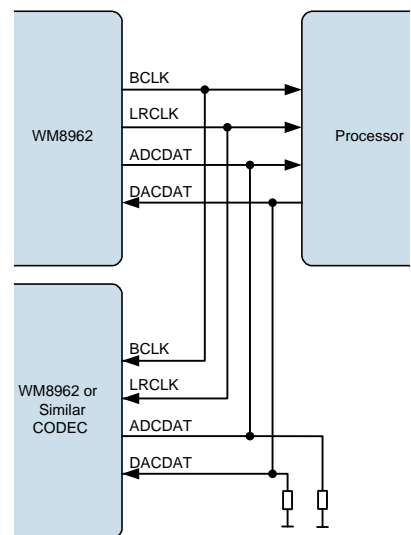 BCLK
LRCLK
WM8962
Processor
ADCDAT
DACDAT
BCLK
LRCLK
WM8962 or
Similar
CODEC
ADCDAT
DACDAT